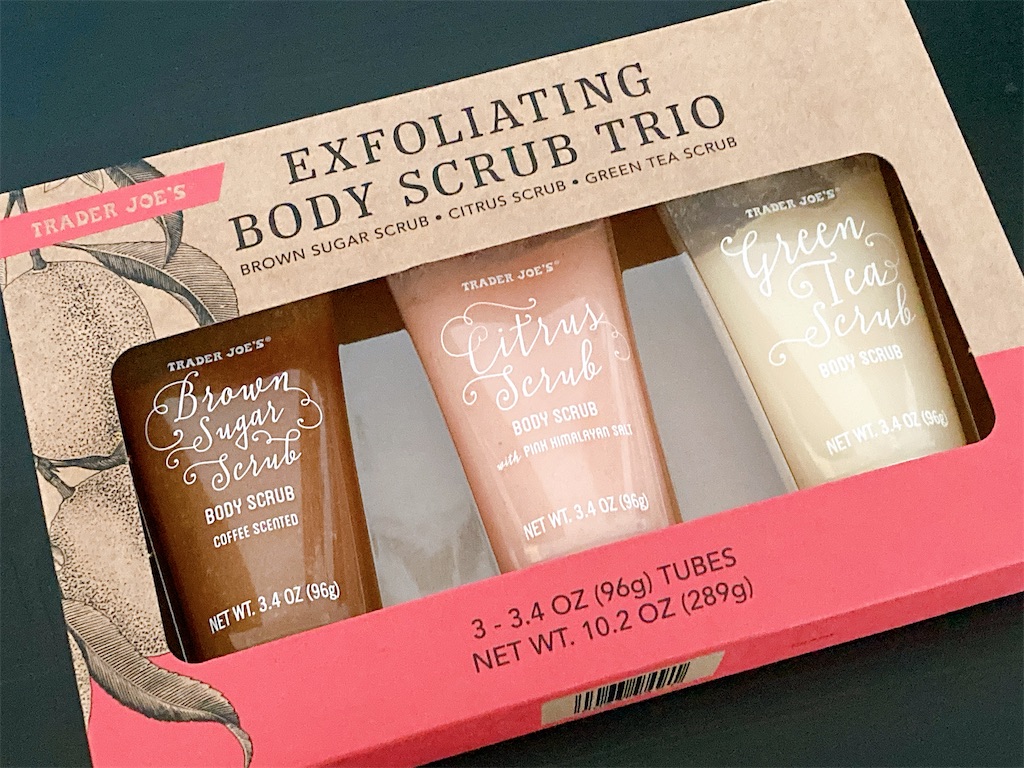 TRADER JOE'S
EXFOLIATING
BODY SCRUB TRIO
BROWN SUGAR SCRUB • CITRUS SCRUB • GREEN TEA SCRUB
TRADER JOE'S®
Brown
Sugar
Scrub
BODY SCRUB
COFFEE SCENTED
NET WT. 3.4 OZ (96g)
TRADER JOE'S®
Citrus
Scrub
BODY SCRUB
with PINK HIMALAYAN SALT
NET WT. 3.4 OZ (96g)
TRADER JOE'S®
Green
Tea
Scrub
BODY SCRUB
NET WT. 3.4 OZ (96g)
3 - 3.4 OZ (96g) TUBES
NET WT. 10.2 OZ (289g)